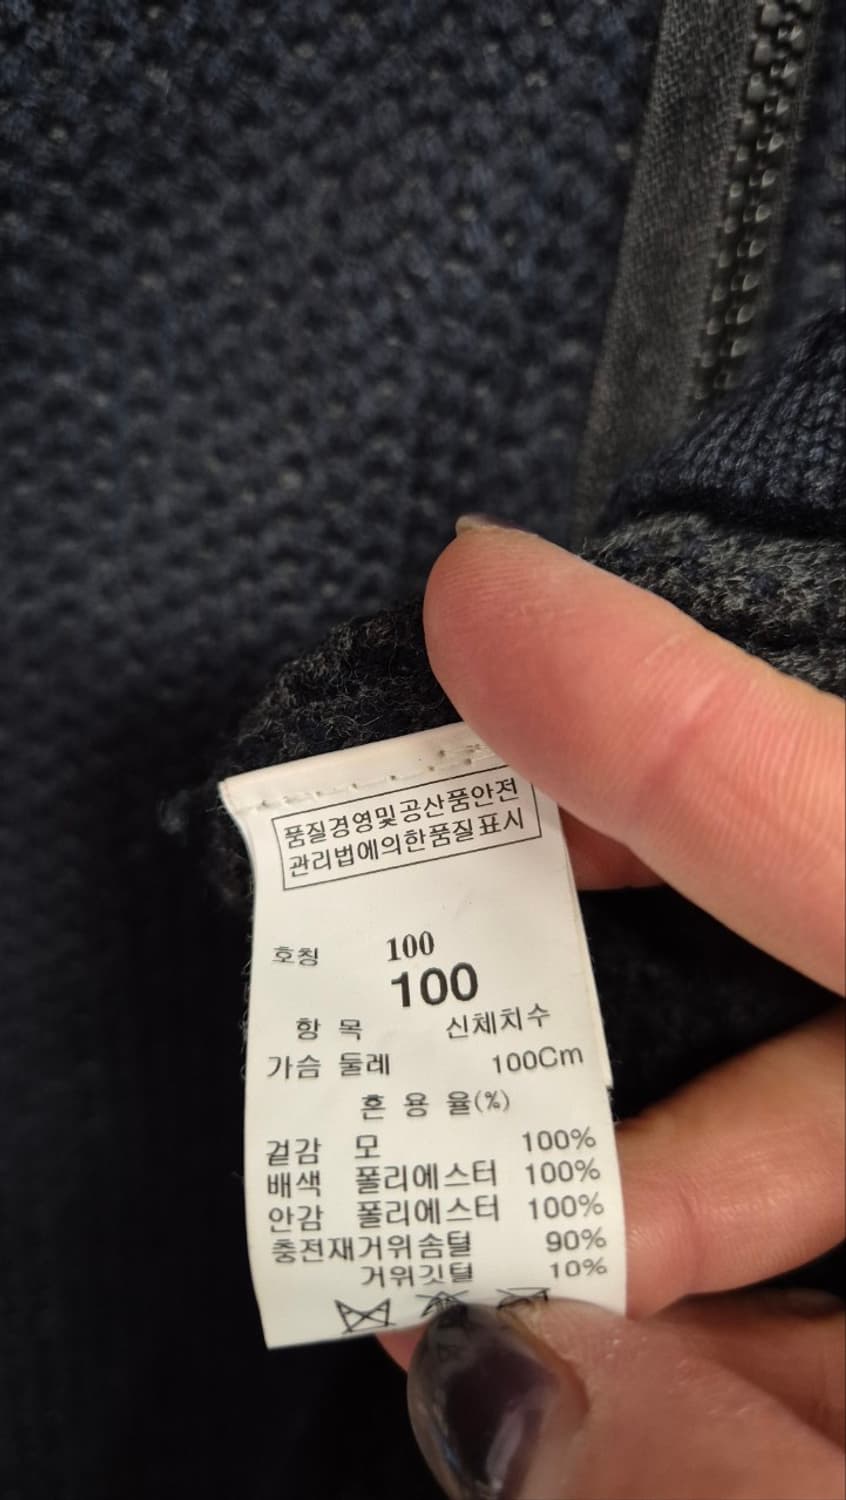 품질경영및공산품안전
관리법에의한품질표시
호칭 100
100
항 목 신체치수
가슴 둘레 100Cm
혼 용 율(%)
겉감 모 100%
배색 폴리에스터 100%
안감 폴리에스터 100%
충전재거위솜털 90%
거위깃털 10%